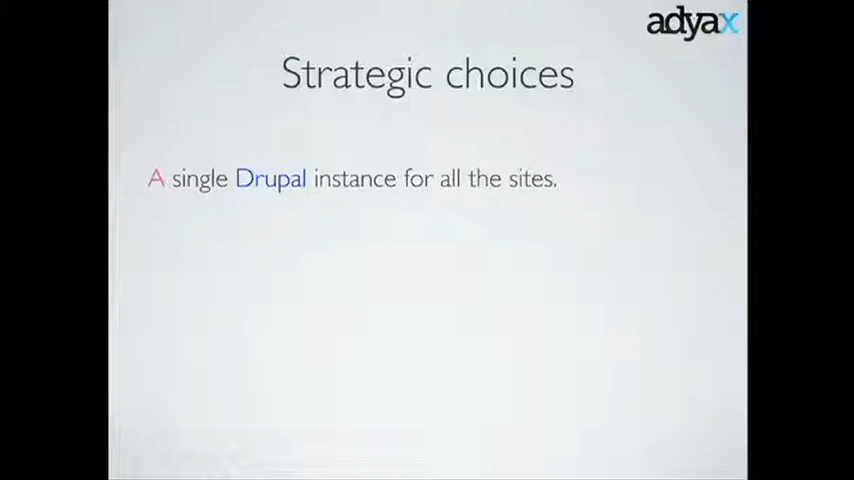 adyax
Strategic choices
A single Drupal instance for all the sites.